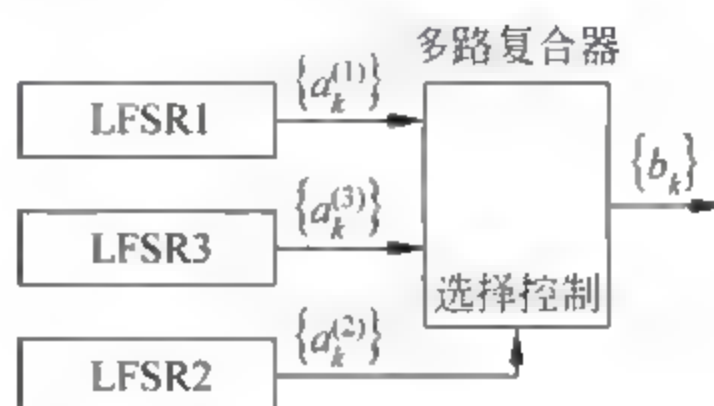 多路复合器
LFSR1
{a_k^{(1)}}
{b_k}
LFSR3
{a_k^{(3)}}
选择控制
LFSR2
{a_k^{(2)}}